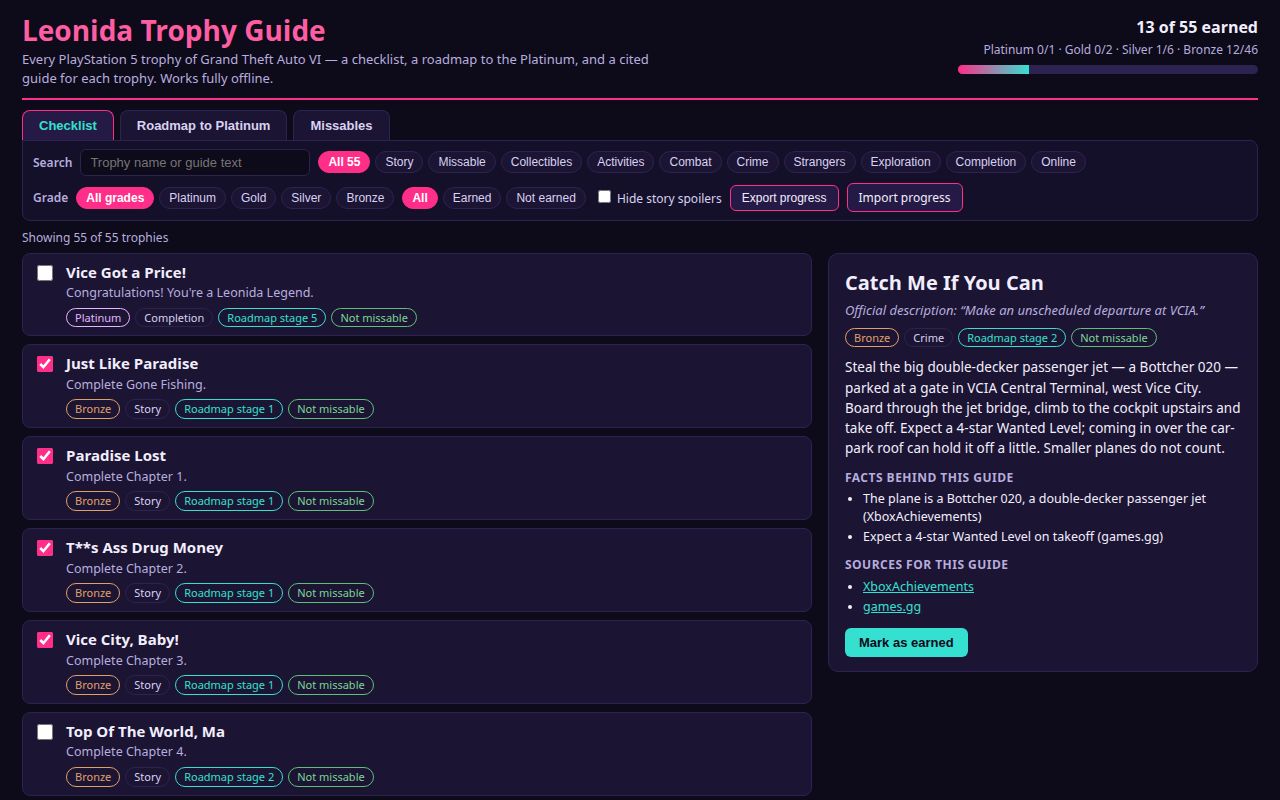 Leonida Trophy Guide
Every PlayStation 5 trophy of Grand Theft Auto VI — a checklist, a roadmap to the Platinum, and a cited
guide for each trophy. Works fully offline.
13 of 55 earned
Platinum 0/1 · Gold 0/2 · Silver 1/6 · Bronze 12/46
Checklist
Roadmap to Platinum
Missables
Search
Trophy name or guide text
All 55
Story
Missable
Collectibles
Activities
Combat
Crime
Strangers
Exploration
Completion
Online
Grade
All grades
Platinum
Gold
Silver
Bronze
All
Earned
Not earned
Hide story spoilers
Export progress
Import progress
Showing 55 of 55 trophies
Vice Got a Price!
Congratulations! You're a Leonida Legend.
Platinum
Completion
Roadmap stage 5
Not missable
Just Like Paradise
Complete Gone Fishing.
Bronze
Story
Roadmap stage 1
Not missable
Paradise Lost
Complete Chapter 1.
Bronze
Story
Roadmap stage 1
Not missable
T**s Ass Drug Money
Complete Chapter 2.
Bronze
Story
Roadmap stage 1
Not missable
Vice City, Baby!
Complete Chapter 3.
Bronze
Story
Roadmap stage 1
Not missable
Top Of The World, Ma
Complete Chapter 4.
Bronze
Story
Roadmap stage 2
Not missable
Catch Me If You Can
Official description: “Make an unscheduled departure at VCIA.”
Bronze
Crime
Roadmap stage 2
Not missable
Steal the big double-decker passenger jet — a Bottcher 020 —
parked at a gate in VCIA Central Terminal, west Vice City.
Board through the jet bridge, climb to the cockpit upstairs and
take off. Expect a 4-star Wanted Level; coming in over the car-
park roof can hold it off a little. Smaller planes do not count.
FACTS BEHIND THIS GUIDE
• The plane is a Bottcher 020, a double-decker passenger jet
(XboxAchievements)
• Expect a 4-star Wanted Level on takeoff (games.gg)
SOURCES FOR THIS GUIDE
• XboxAchievements
• games.gg
Mark as earned